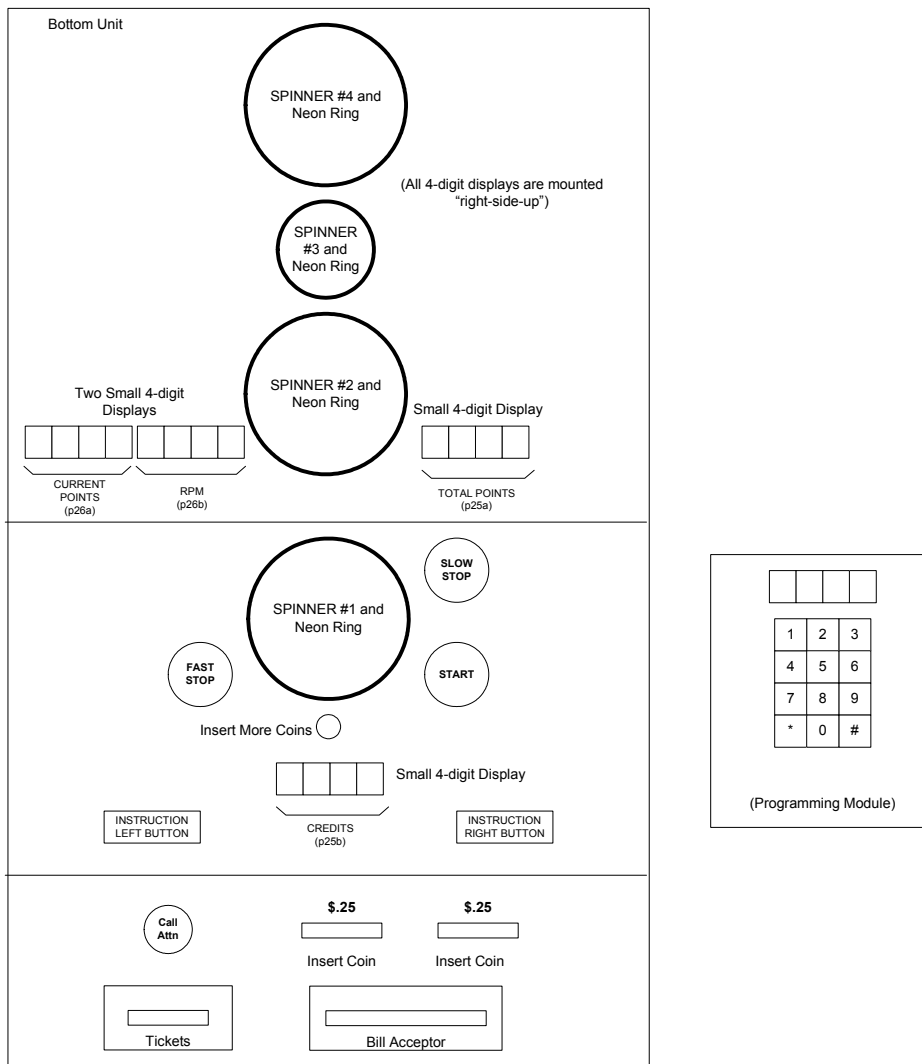 Bottom Unit
SPINNER #4 and
Neon Ring
(All 4-digit displays are mounted
“right-side-up”)
SPINNER
#3 and
Neon Ring
SPINNER #2 and
Neon Ring
Two Small 4-digit
Displays
Small 4-digit Display
CURRENT
POINTS
(p26a)
RPM
(p26b)
TOTAL POINTS
(p25a)
SLOW
STOP
SPINNER #1 and
Neon Ring
FAST
STOP
START
Insert More Coins
Small 4-digit Display
INSTRUCTION
LEFT BUTTON
CREDITS
(p25b)
INSTRUCTION
RIGHT BUTTON
Call
Attn
$.25
$.25
Insert Coin
Insert Coin
Tickets
Bill Acceptor
1 2 3
4 5 6
7 8 9
* 0 #
(Programming Module)